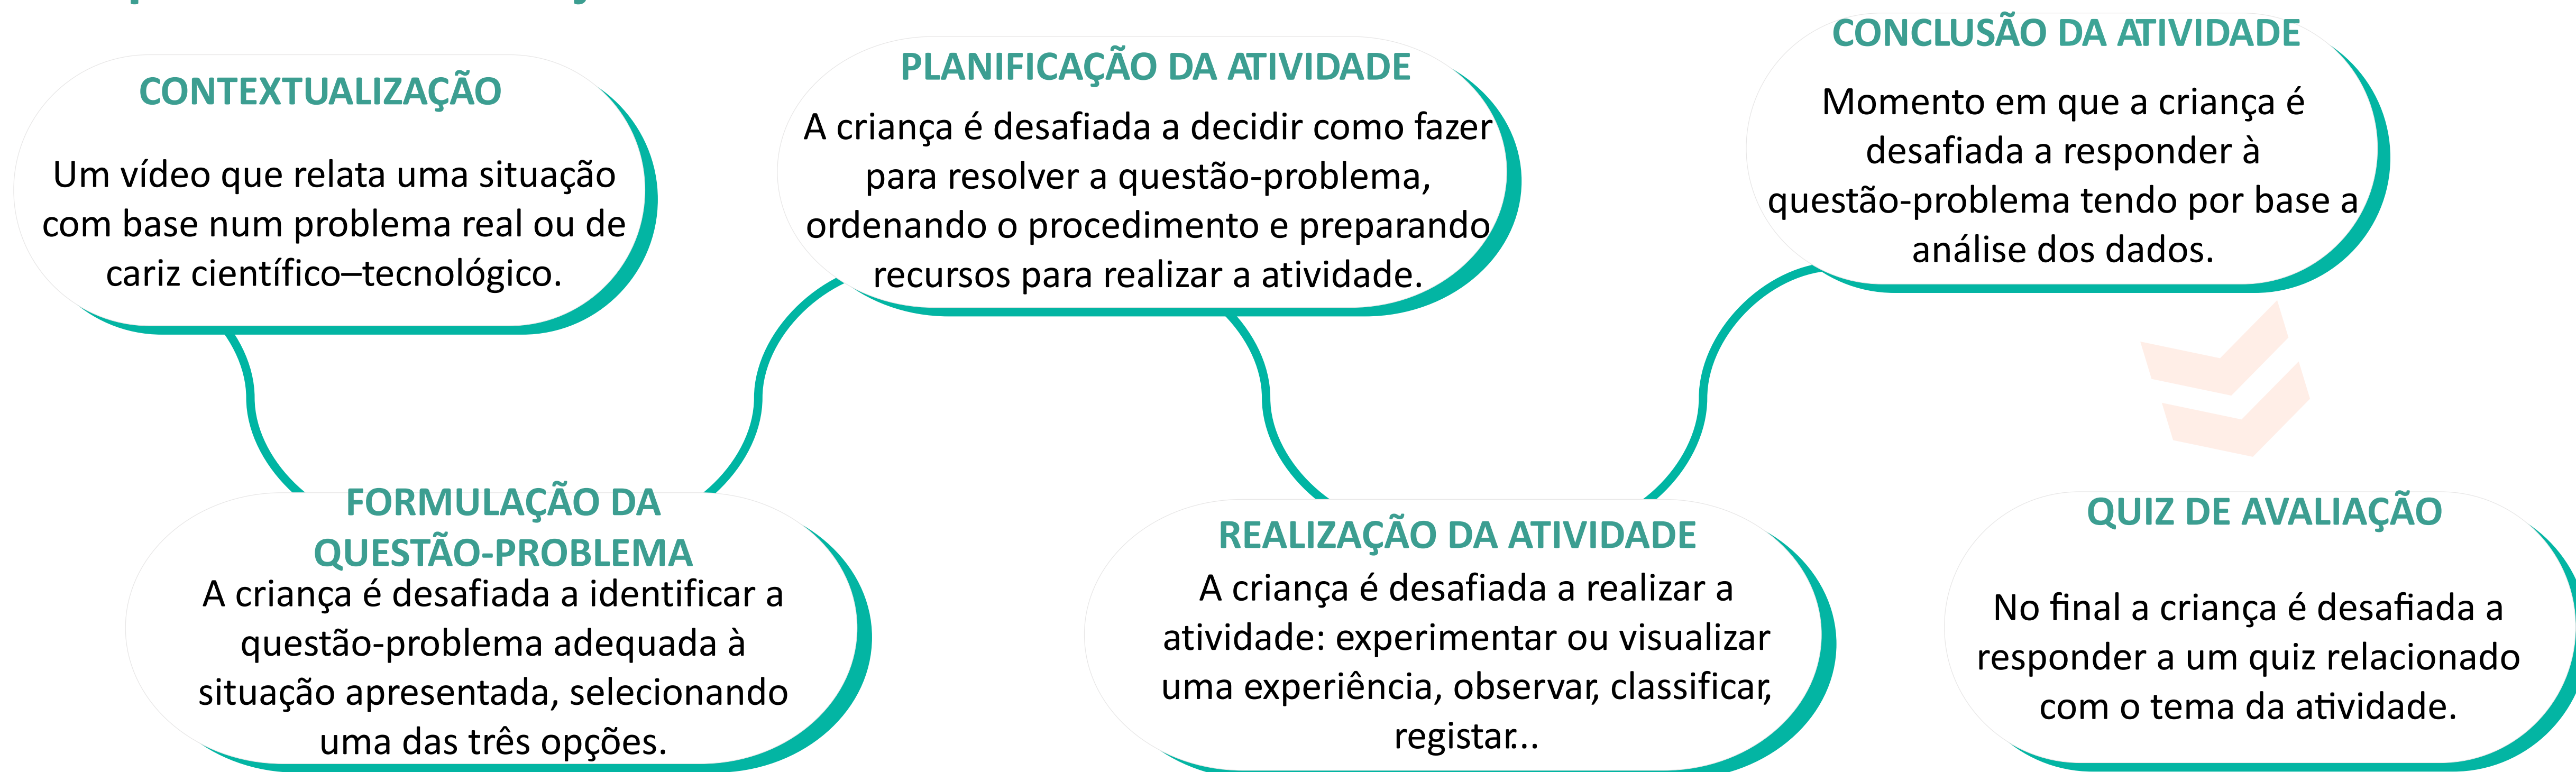 CONTEXTUALIZAÇÃO
Um vídeo que relata uma situação
com base num problema real ou de
cariz científico–tecnológico.
FORMULAÇÃO DA
QUESTÃO-PROBLEMA
A criança é desafiada a identificar a
questão-problema adequada à
situação apresentada, selecionando
uma das três opções.
PLANIFICAÇÃO DA ATIVIDADE
A criança é desafiada a decidir como fazer
para resolver a questão-problema,
ordenando o procedimento e preparando
recursos para realizar a atividade.
REALIZAÇÃO DA ATIVIDADE
A criança é desafiada a realizar a
atividade: experimentar ou visualizar
uma experiência, observar, classificar,
registar...
CONCLUSÃO DA ATIVIDADE
Momento em que a criança é
desafiada a responder à
questão-problema tendo por base a
análise dos dados.
QUIZ DE AVALIAÇÃO
No final a criança é desafiada a
responder a um quiz relacionado
com o tema da atividade.